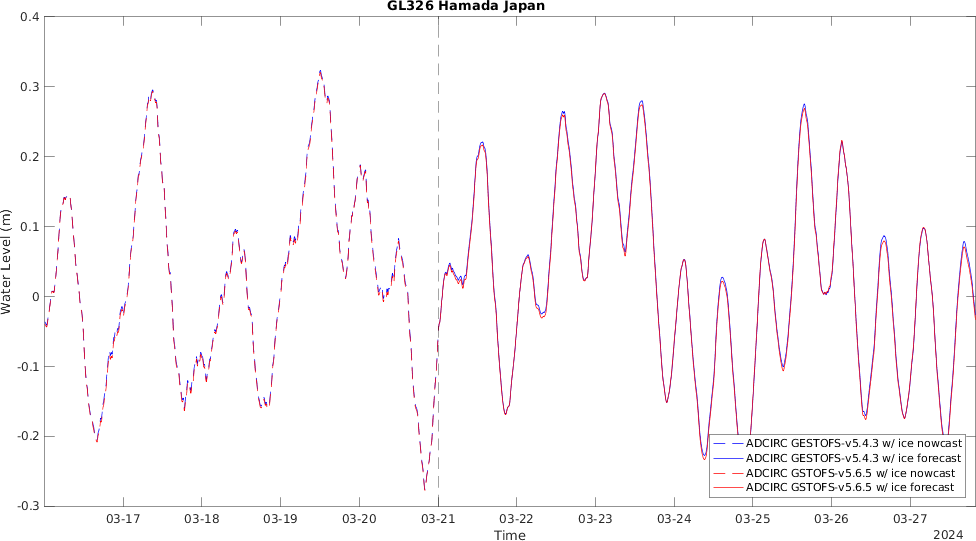 GL326 Hamada Japan
0.4
0.3
0.2
0.1
0
-0.1
-0.2
-0.3
Water Level (m)
ADCIRC GESTOFS-v5.4.3 w/ ice nowcast
ADCIRC GESTOFS-v5.4.3 w/ ice forecast
ADCIRC GSTOFS-v5.6.5 w/ ice nowcast
ADCIRC GSTOFS-v5.6.5 w/ ice forecast
03-17 03-18 03-19 03-20 03-21 03-22 03-23 03-24 03-25 03-26 03-27
Time
2024